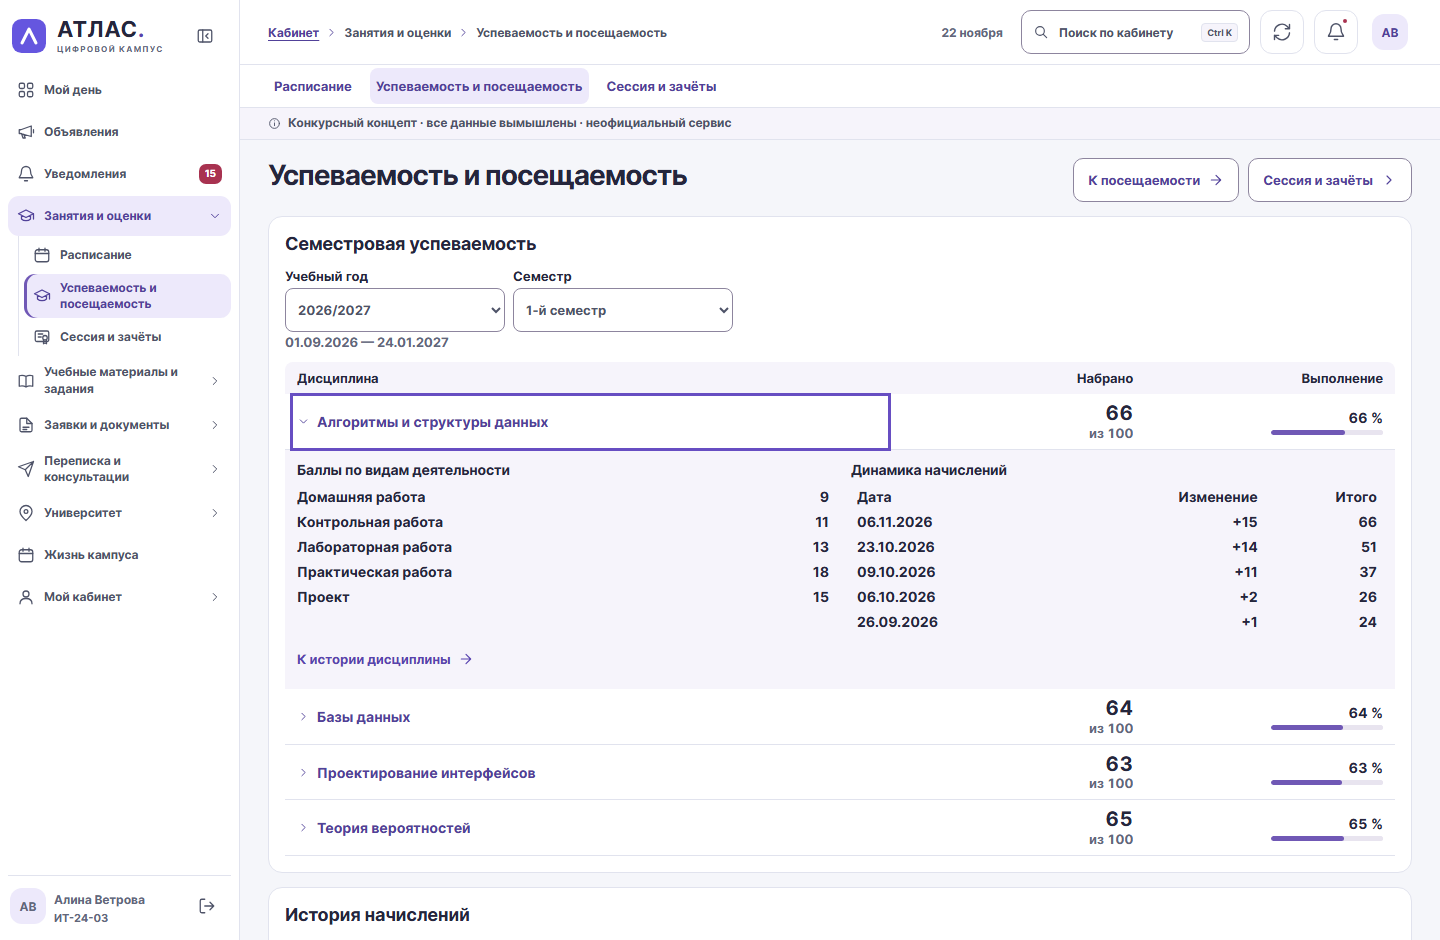 АТЛАС.
ЦИФРОВОЙ КАМПУС
Мой день
Объявления
Уведомления 15
Занятия и оценки
Расписание
Успеваемость и
посещаемость
Сессия и зачёты
Учебные материалы и
задания
Заявки и документы
Переписка и
консультации
Университет
Жизнь кампуса
Мой кабинет
АВ
Алина Ветрова
ИТ-24-03
Кабинет Занятия и оценки Успеваемость и посещаемость
22 ноября
Поиск по кабинету Ctrl K
АВ
Расписание Успеваемость и посещаемость Сессия и зачёты
Конкурсный концепт · все данные вымышлены · неофициальный сервис
Успеваемость и посещаемость
К посещаемости
Сессия и зачёты
Семестровая успеваемость
Учебный год Семестр
2026/2027 1-й семестр
01.09.2026 — 24.01.2027
Дисциплина Набрано Выполнение
Алгоритмы и структуры данных 66 из 100 66 %
Баллы по видам деятельности
Домашняя работа 9
Контрольная работа 11
Лабораторная работа 13
Практическая работа 18
Проект 15
Динамика начислений
Дата Изменение Итого
06.11.2026 +15 66
23.10.2026 +14 51
09.10.2026 +11 37
06.10.2026 +2 26
26.09.2026 +1 24
К истории дисциплины
Базы данных 64 из 100 64 %
Проектирование интерфейсов 63 из 100 63 %
Теория вероятностей 65 из 100 65 %
История начислений